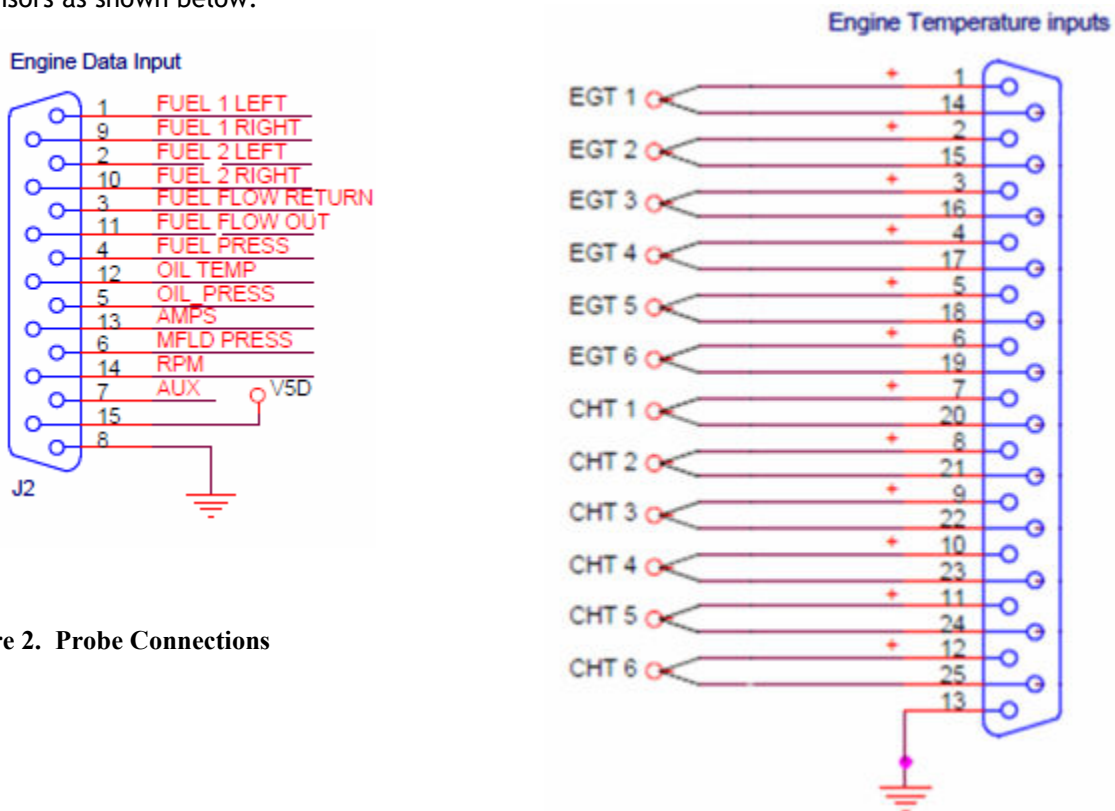 sensors as shown below:
Engine Data Input
1 FUEL 1 LEFT
9 FUEL 1 RIGHT
2 FUEL 2 LEFT
10 FUEL 2 RIGHT
3 FUEL FLOW RETURN
11 FUEL FLOW OUT
4 FUEL PRESS
12 OIL TEMP
5 OIL_PRESS
13 AMPS
6 MFLD PRESS
14 RPM
7 AUX V5D
15
8
J2
re 2. Probe Connections
Engine Temperature inputs
EGT 1 + 1
14
EGT 2 + 2
15
EGT 3 + 3
16
EGT 4 + 4
17
EGT 5 + 5
18
EGT 6 + 6
19
CHT 1 + 7
20
CHT 2 + 8
21
CHT 3 + 9
22
CHT 4 + 10
23
CHT 5 + 11
24
CHT 6 + 12
25
13